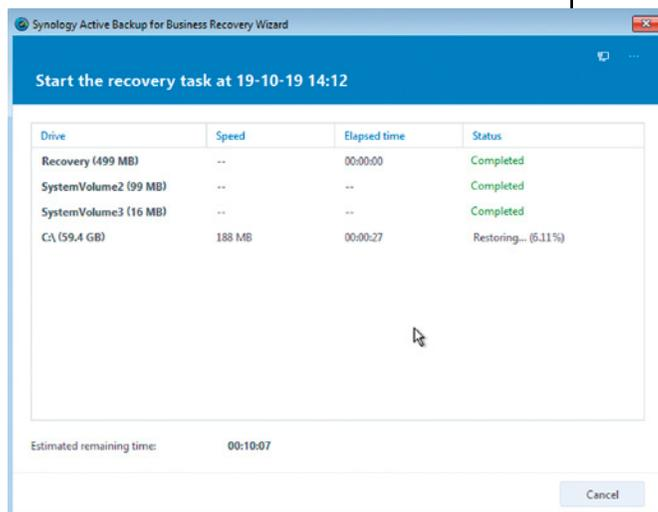 Synology Active Backup for Business Recovery Wizard
Start the recovery task at 19-10-19 14:12
Drive Speed Elapsed time Status
Recovery (499 MB) -- 00:00:00 Completed
SystemVolume2 (99 MB) -- -- Completed
SystemVolume3 (16 MB) -- -- Completed
C:\ (59.4 GB) 188 MB 00:00:27 Restoring... (6.11%)
Estimated remaining time: 00:10:07
Cancel